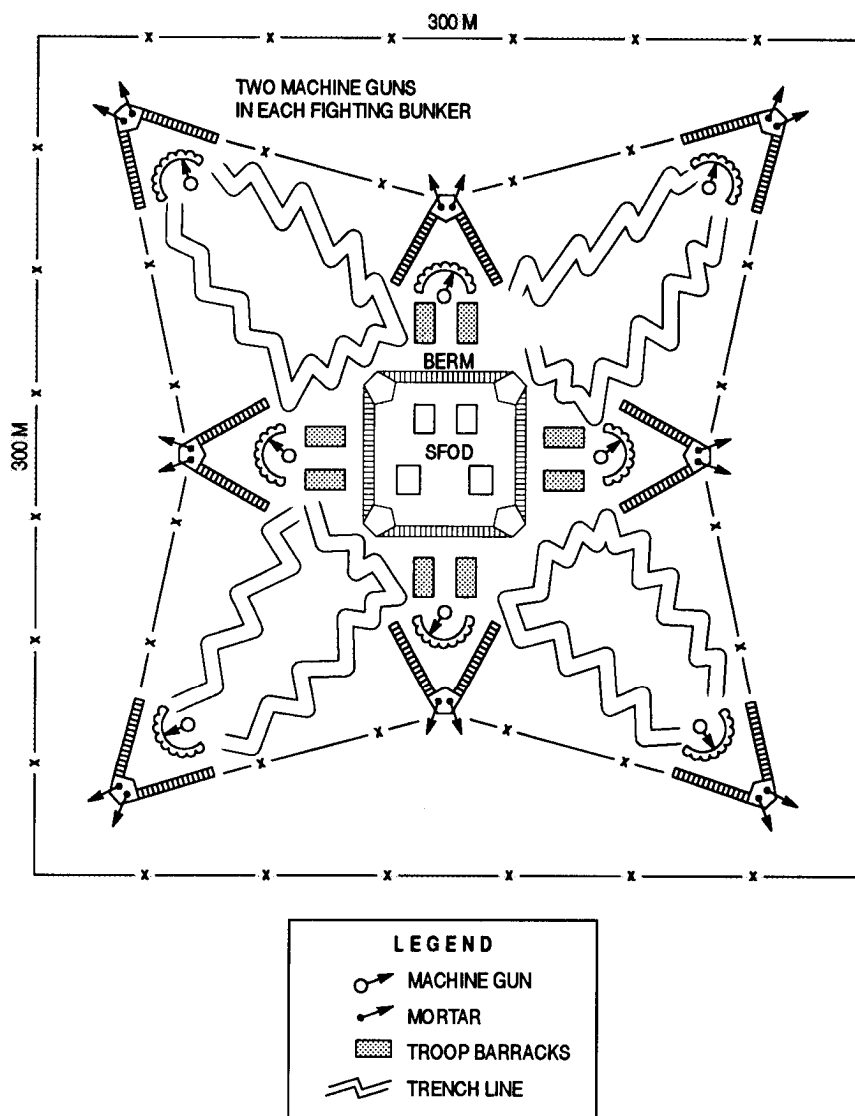 300 M
TWO MACHINE GUNS
IN EACH FIGHTING BUNKER
BERM
SFOD
300 M
LEGEND
MACHINE GUN
MORTAR
TROOP BARRACKS
TRENCH LINE